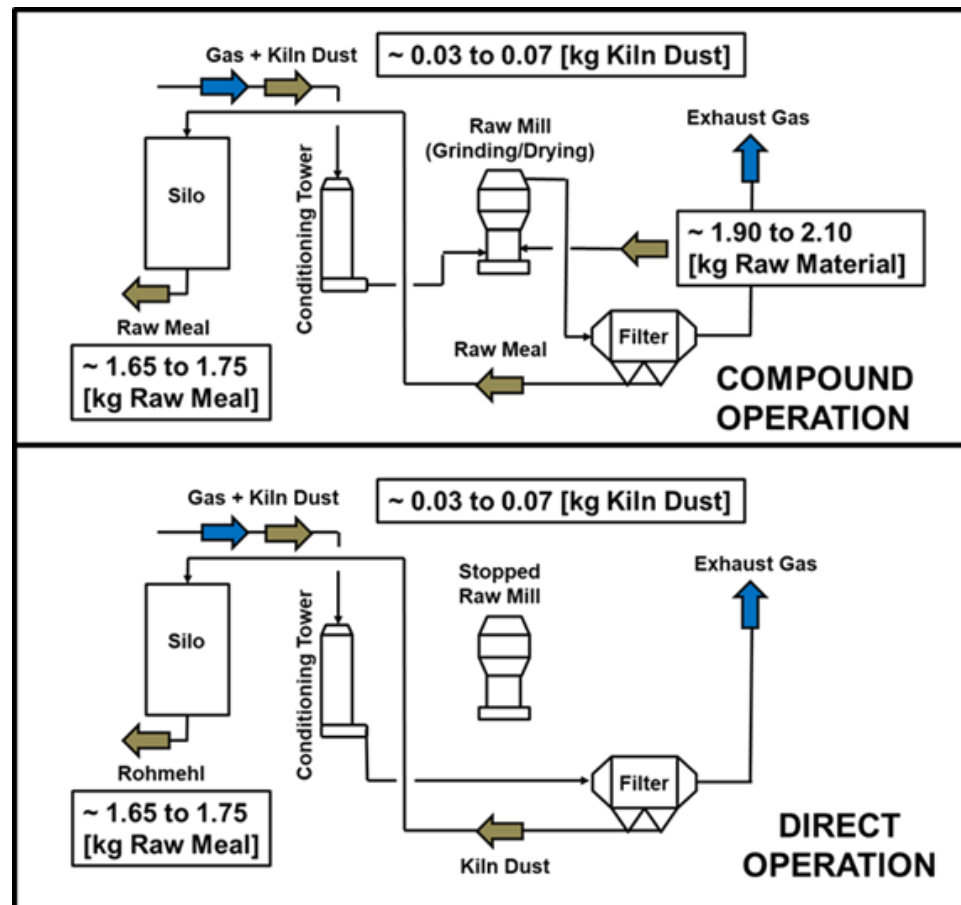 Gas + Kiln Dust
~ 0.03 to 0.07 [kg Kiln Dust]
Exhaust Gas
Raw Mill
(Grinding/Drying)
Silo
Conditioning Tower
~ 1.90 to 2.10
[kg Raw Material]
Raw Meal
~ 1.65 to 1.75
[kg Raw Meal]
Raw Meal
Filter
COMPOUND
OPERATION
Gas + Kiln Dust
~ 0.03 to 0.07 [kg Kiln Dust]
Exhaust Gas
Stopped
Raw Mill
Silo
Conditioning Tower
Rohmehl
~ 1.65 to 1.75
[kg Raw Meal]
Filter
Kiln Dust
DIRECT
OPERATION